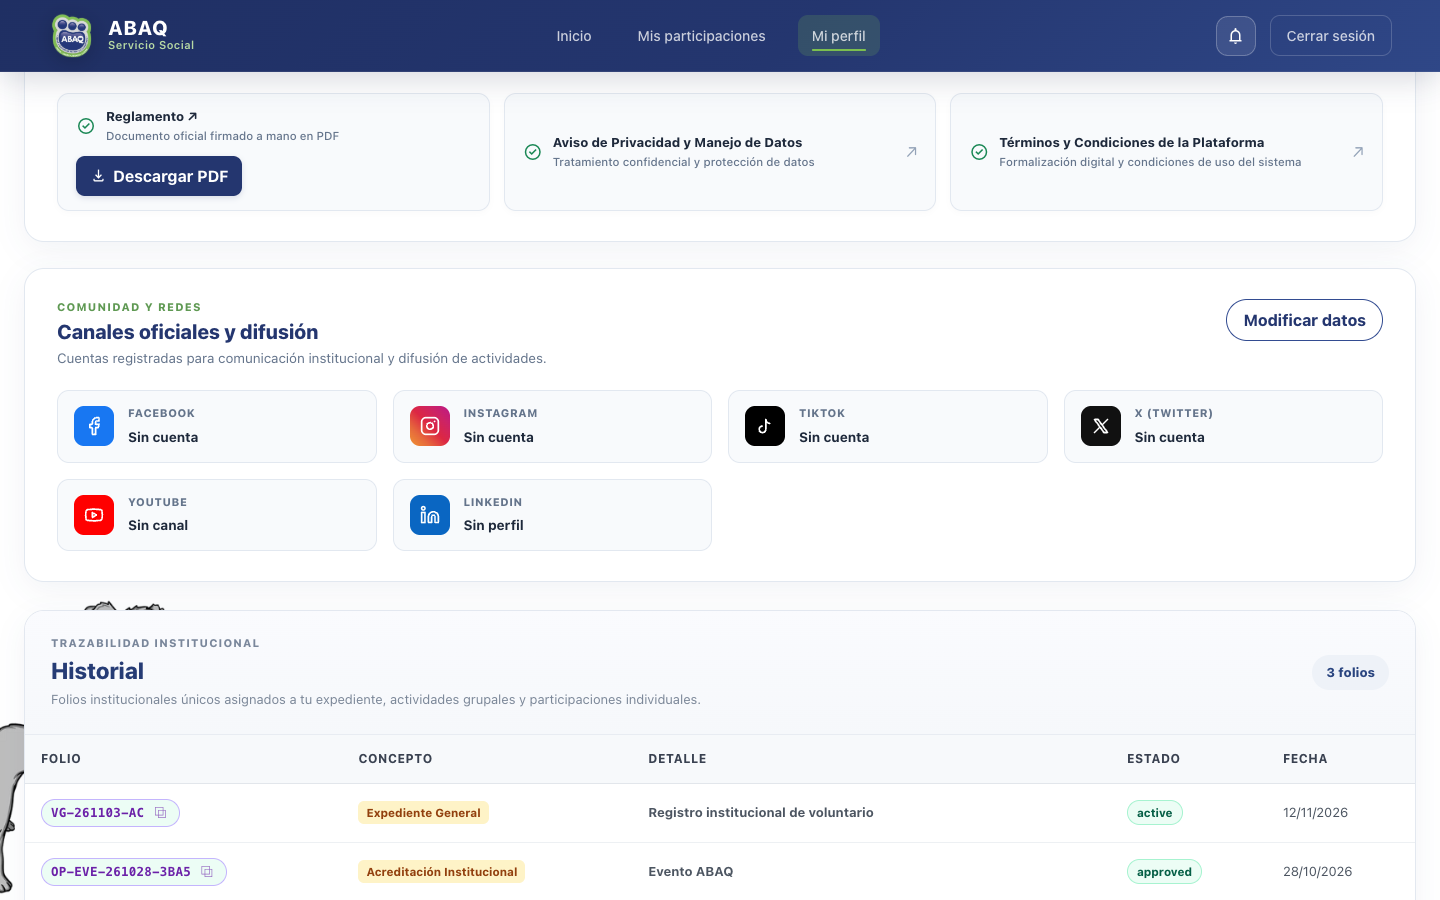 ABAQ
ABAQ
Servicio Social
Inicio
Mis participaciones
Mi perfil
Cerrar sesión
Reglamento ↗
Documento oficial firmado a mano en PDF
Descargar PDF
Aviso de Privacidad y Manejo de Datos
Tratamiento confidencial y protección de datos
Términos y Condiciones de la Plataforma
Formalización digital y condiciones de uso del sistema
COMUNIDAD Y REDES
Canales oficiales y difusión
Cuentas registradas para comunicación institucional y difusión de actividades.
Modificar datos
FACEBOOK
Sin cuenta
INSTAGRAM
Sin cuenta
TIKTOK
Sin cuenta
X (TWITTER)
Sin cuenta
YOUTUBE
Sin canal
LINKEDIN
Sin perfil
TRAZABILIDAD INSTITUCIONAL
Historial
Folios institucionales únicos asignados a tu expediente, actividades grupales y participaciones individuales.
3 folios
FOLIO CONCEPTO DETALLE ESTADO FECHA
VG-261103-AC Expediente General Registro institucional de voluntario active 12/11/2026
OP-EVE-261028-3BA5 Acreditación Institucional Evento ABAQ approved 28/10/2026